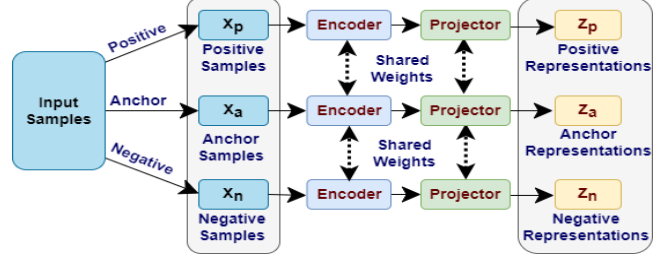 Input
Samples
Positive
Anchor
Negative
Xp
Positive
Samples
Encoder
Projector
Zp
Positive
Representations
Shared
Weights
Xa
Anchor
Samples
Encoder
Projector
Za
Anchor
Representations
Shared
Weights
Xn
Negative
Samples
Encoder
Projector
Zn
Negative
Representations